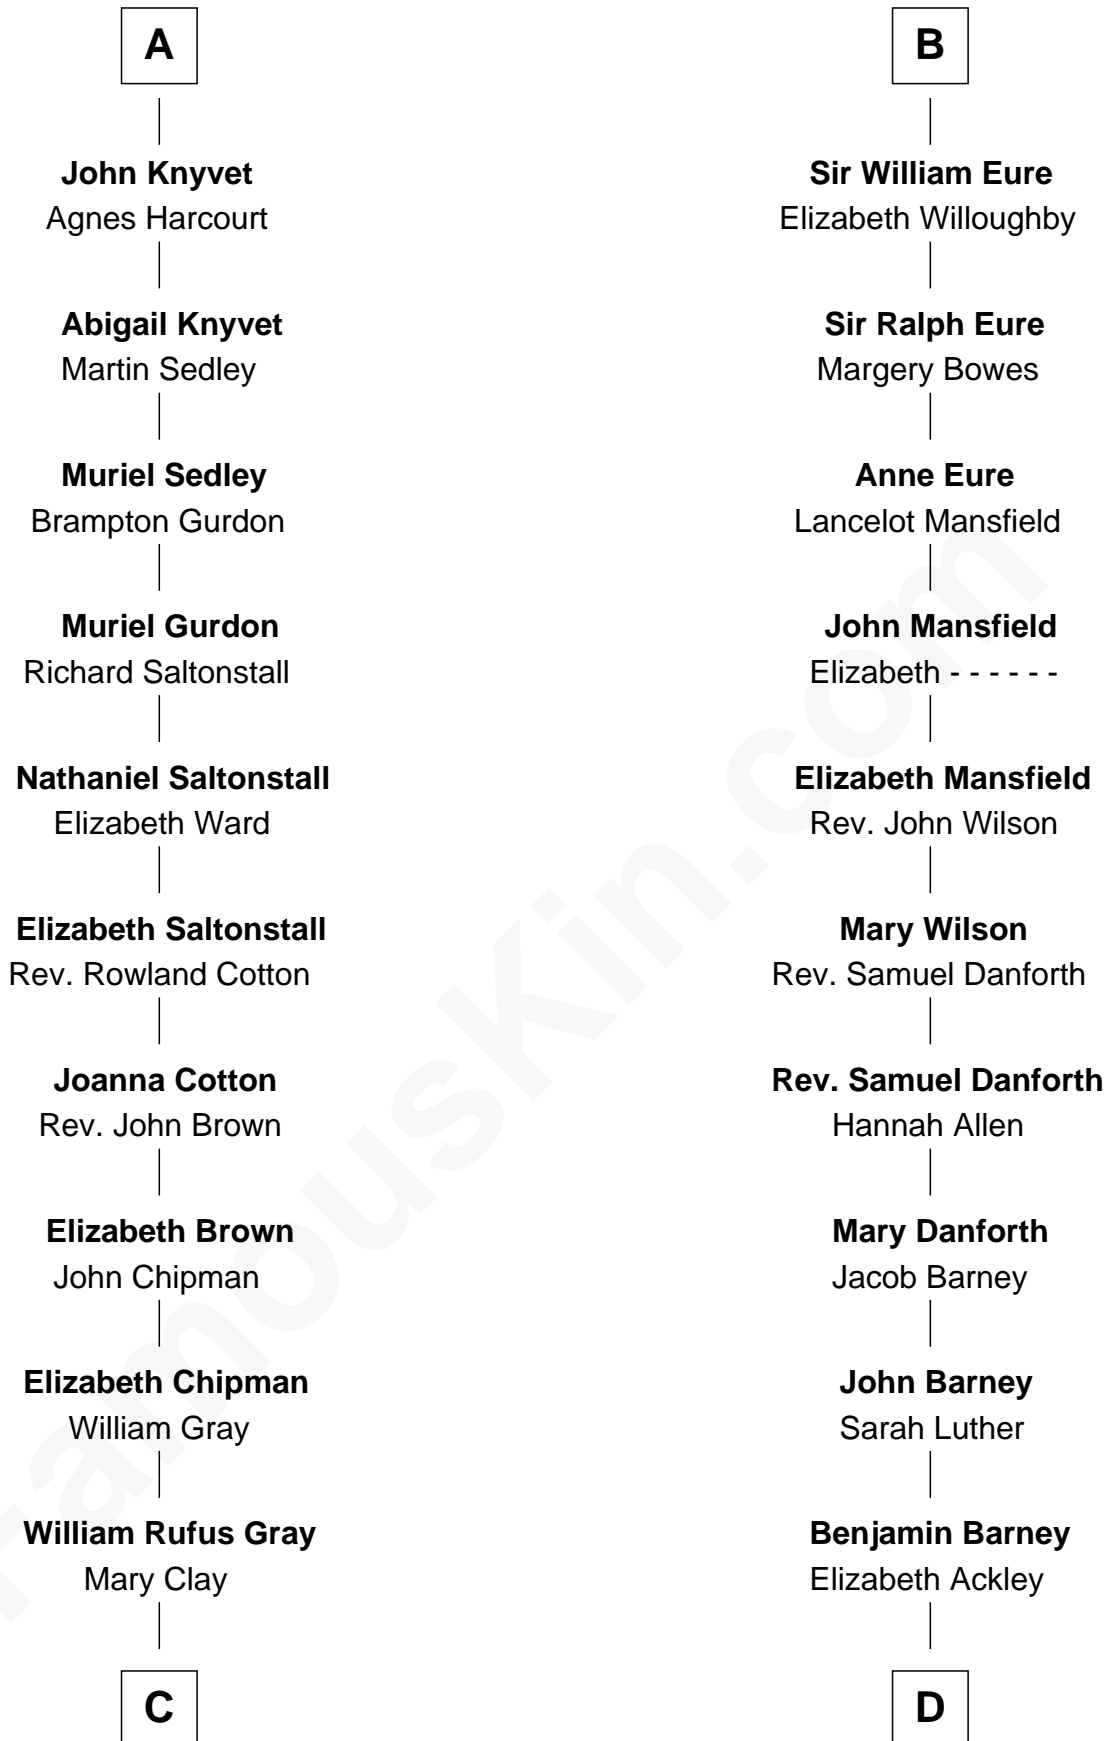 A
John Knyvet
Agnes Harcourt
Abigail Knyvet
Martin Sedley
Muriel Sedley
Brampton Gurdon
Muriel Gurdon
Richard Saltonstall
Nathaniel Saltonstall
Elizabeth Ward
Elizabeth Saltonstall
Rev. Rowland Cotton
Joanna Cotton
Rev. John Brown
Elizabeth Brown
John Chipman
Elizabeth Chipman
William Gray
William Rufus Gray
Mary Clay
C
B
Sir William Eure
Elizabeth Willoughby
Sir Ralph Eure
Margery Bowes
Anne Eure
Lancelot Mansfield
John Mansfield
Elizabeth - - - - - -
Elizabeth Mansfield
Rev. John Wilson
Mary Wilson
Rev. Samuel Danforth
Rev. Samuel Danforth
Hannah Allen
Mary Danforth
Jacob Barney
John Barney
Sarah Luther
Benjamin Barney
Elizabeth Ackley
D
FamousKin.com